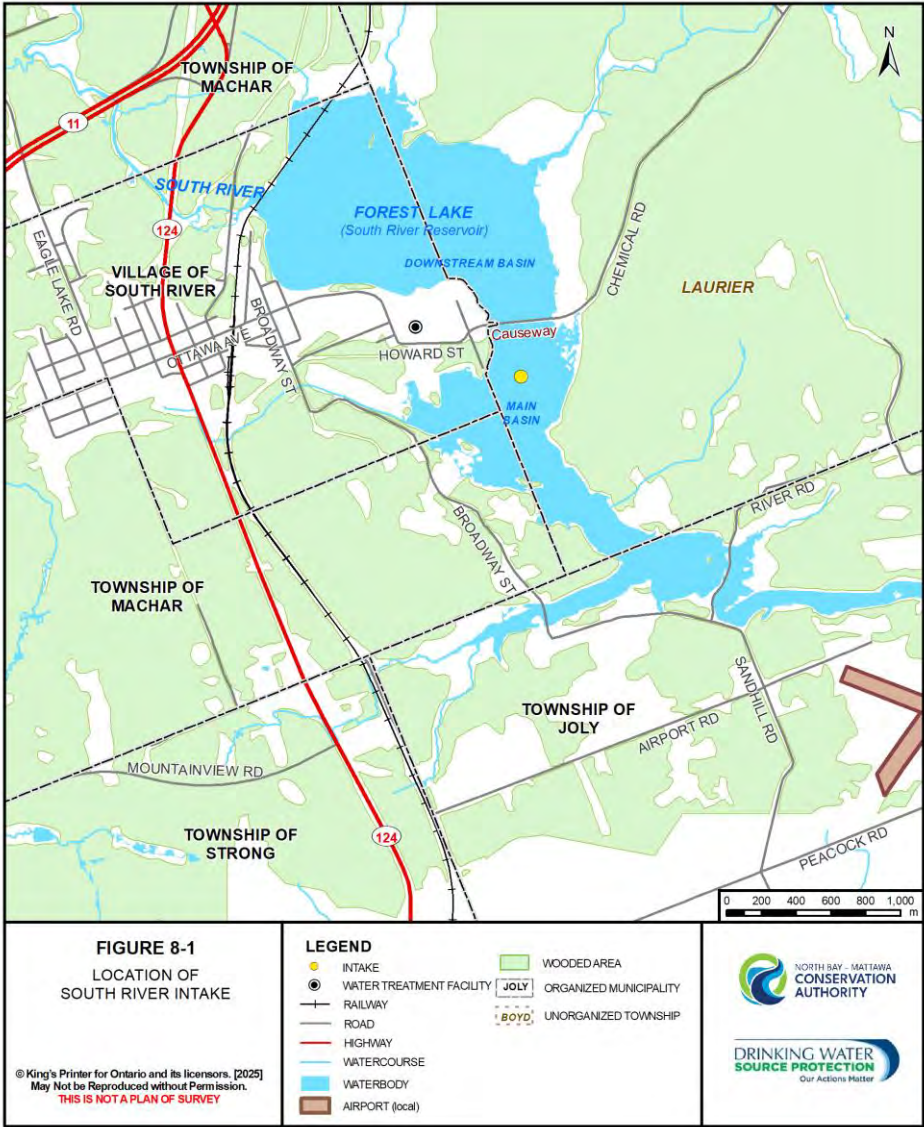 N
TOWNSHIP OF
MACHAR
11
SOUTH RIVER
FOREST LAKE
(South River Reservoir)
124
EAGLE LAKE RD
CHEMICAL RD
DOWNSTREAM BASIN
VILLAGE OF
SOUTH RIVER
LAURIER
BROADWAY ST
Causeway
OTTAWA AVE
HOWARD ST
MAIN
BASIN
RIVER RD
BROADWAY ST
TOWNSHIP OF
MACHAR
SANDHILL RD
TOWNSHIP OF
JOLY
AIRPORT RD
MOUNTAINVIEW RD
TOWNSHIP OF
STRONG
124
PEACOCK RD
0 200 400 600 800 1,000
m
FIGURE 8-1
LOCATION OF
SOUTH RIVER INTAKE
© King's Printer for Ontario and its licensors. [2025]
May Not be Reproduced without Permission.
THIS IS NOT A PLAN OF SURVEY
LEGEND
INTAKE
WATER TREATMENT FACILITY
RAILWAY
ROAD
HIGHWAY
WATERCOURSE
WATERBODY
AIRPORT (local)
WOODED AREA
JOLY ORGANIZED MUNICIPALITY
BOYD UNORGANIZED TOWNSHIP
NORTH BAY - MATTAWA
CONSERVATION
AUTHORITY
DRINKING WATER
SOURCE PROTECTION
Our Actions Matter